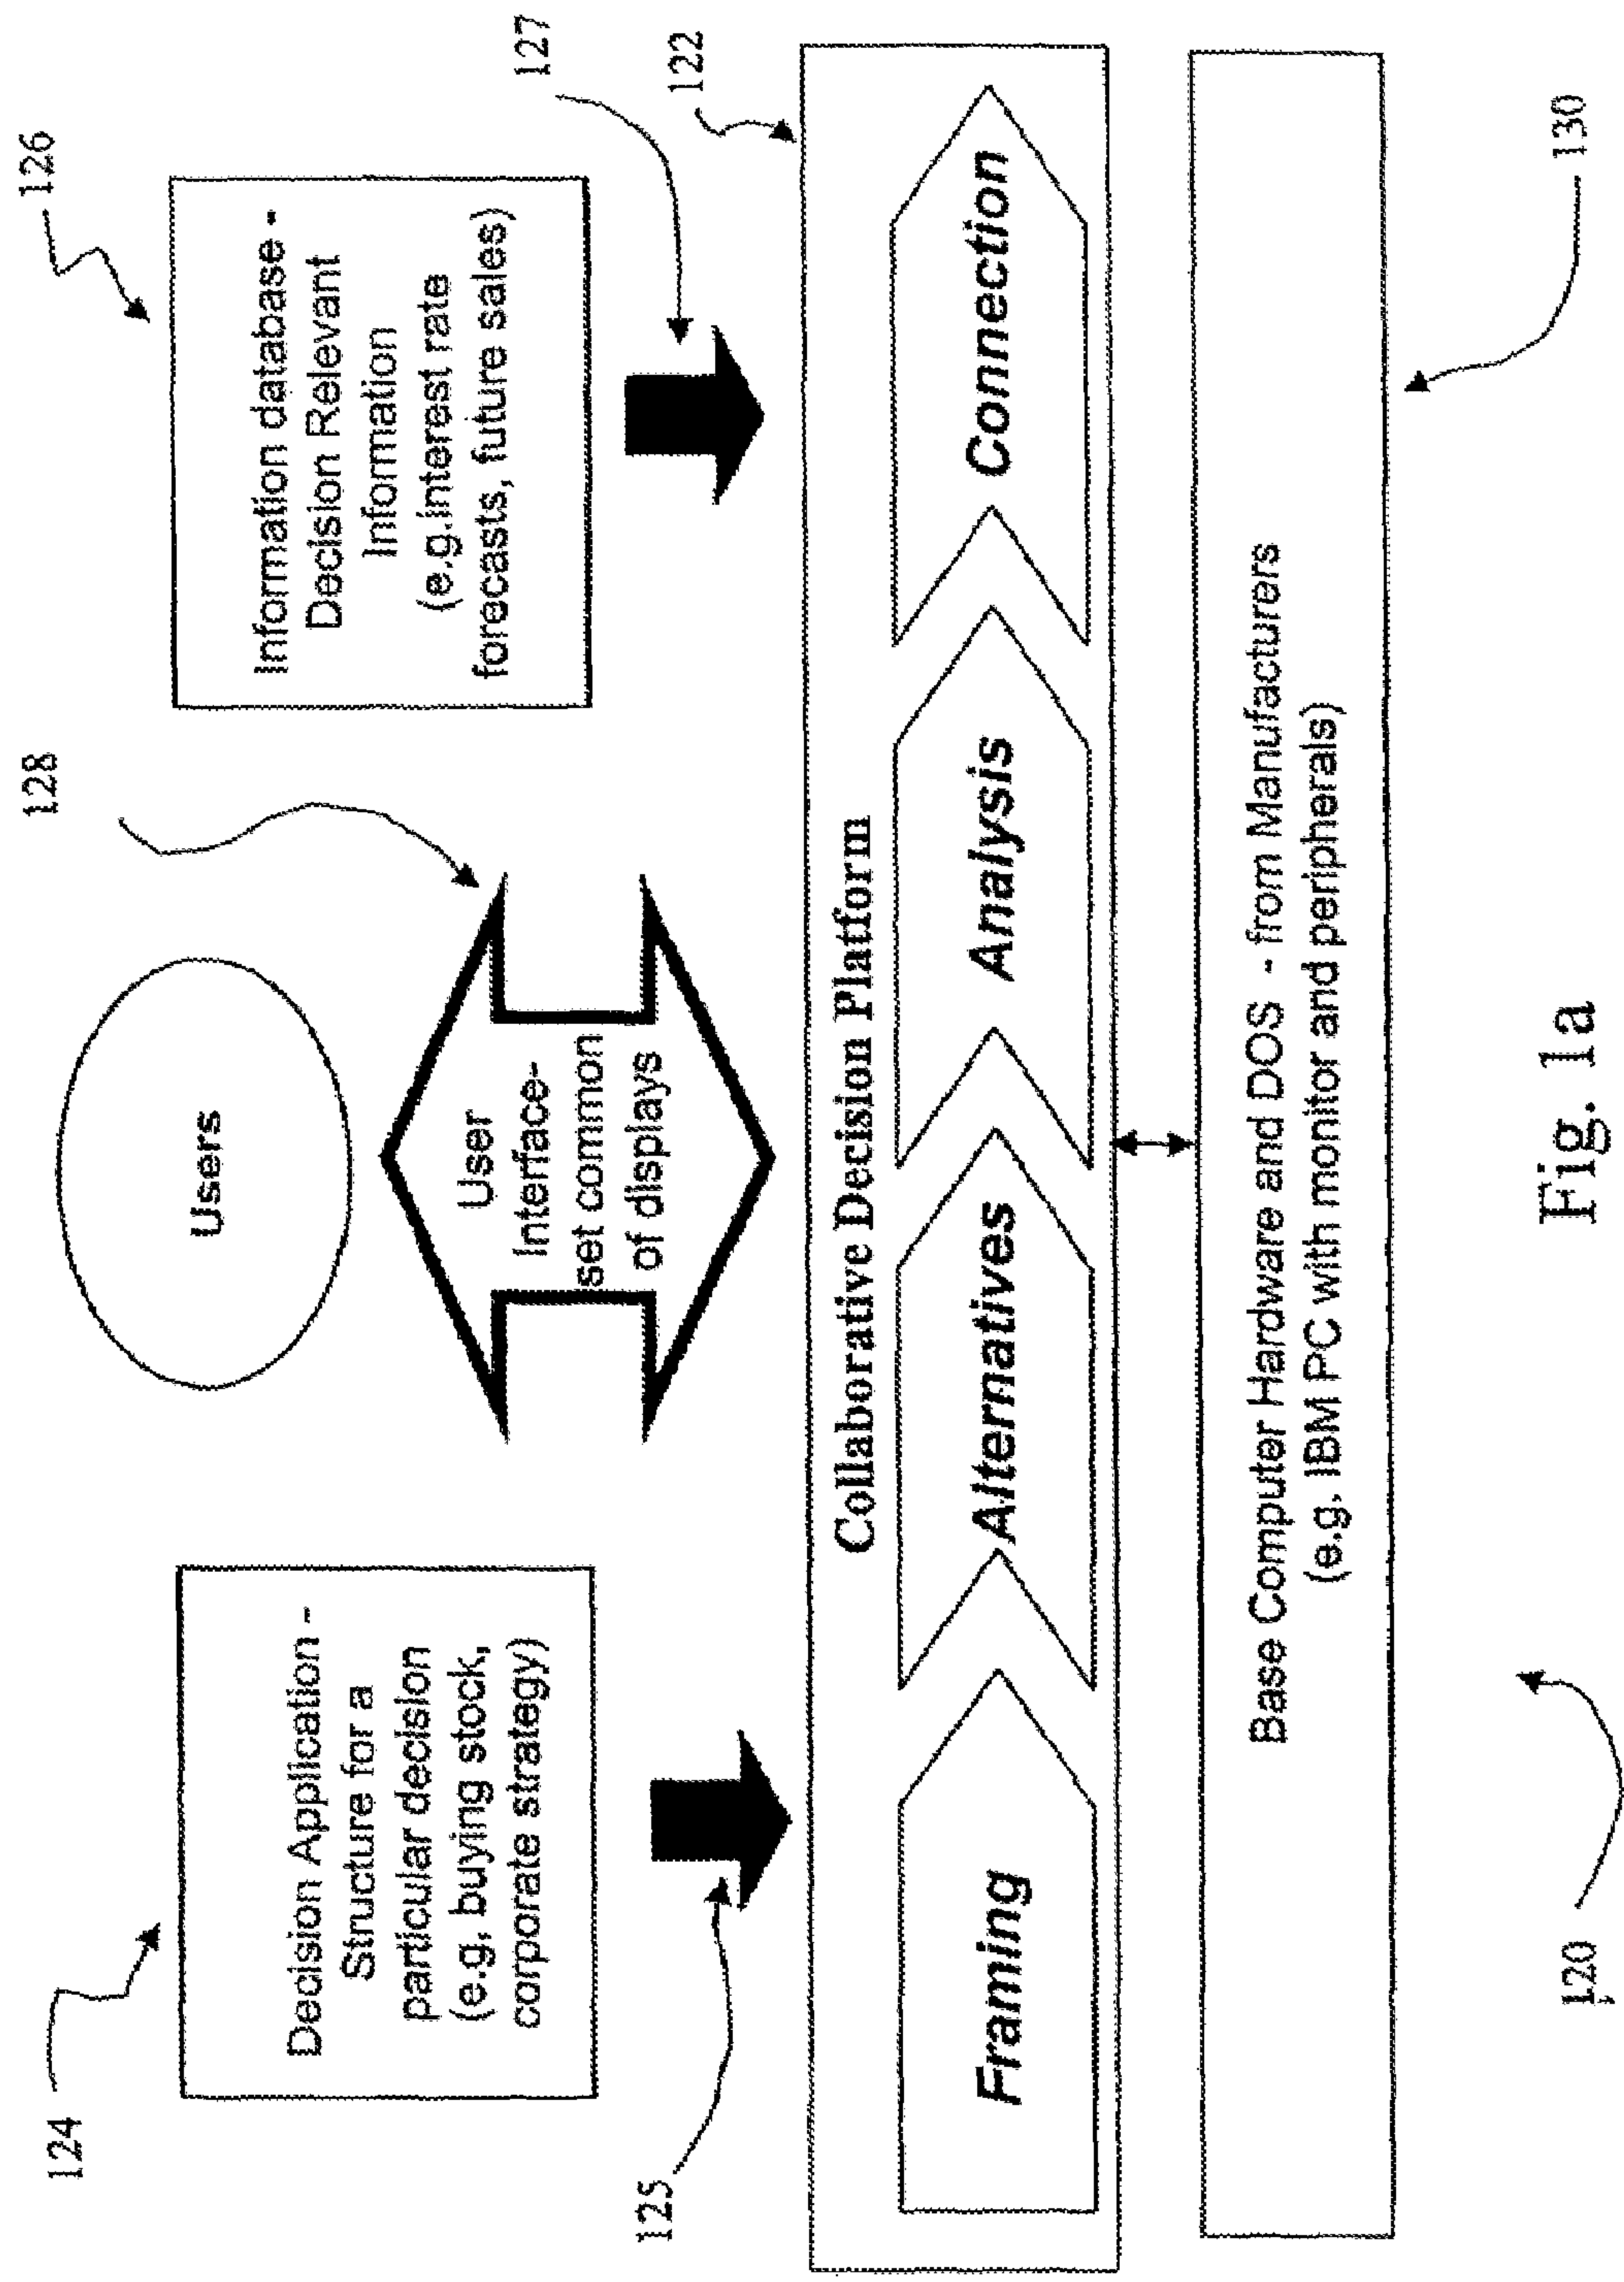 124
Decision Application -
Structure for a
particular decision
(e.g. buying stock,
corporate strategy)
125
Users
128
User
Interface-
set common
of displays
126
Information database -
Decision Relevant
Information
(e.g.interest rate
forecasts, future sales)
127
122
Collaborative Decision Platform
Framing
Alternatives
Analysis
Connection
Base Computer Hardware and DOS - from Manufacturers
(e.g. IBM PC with monitor and peripherals)
120
130
Fig. 1a